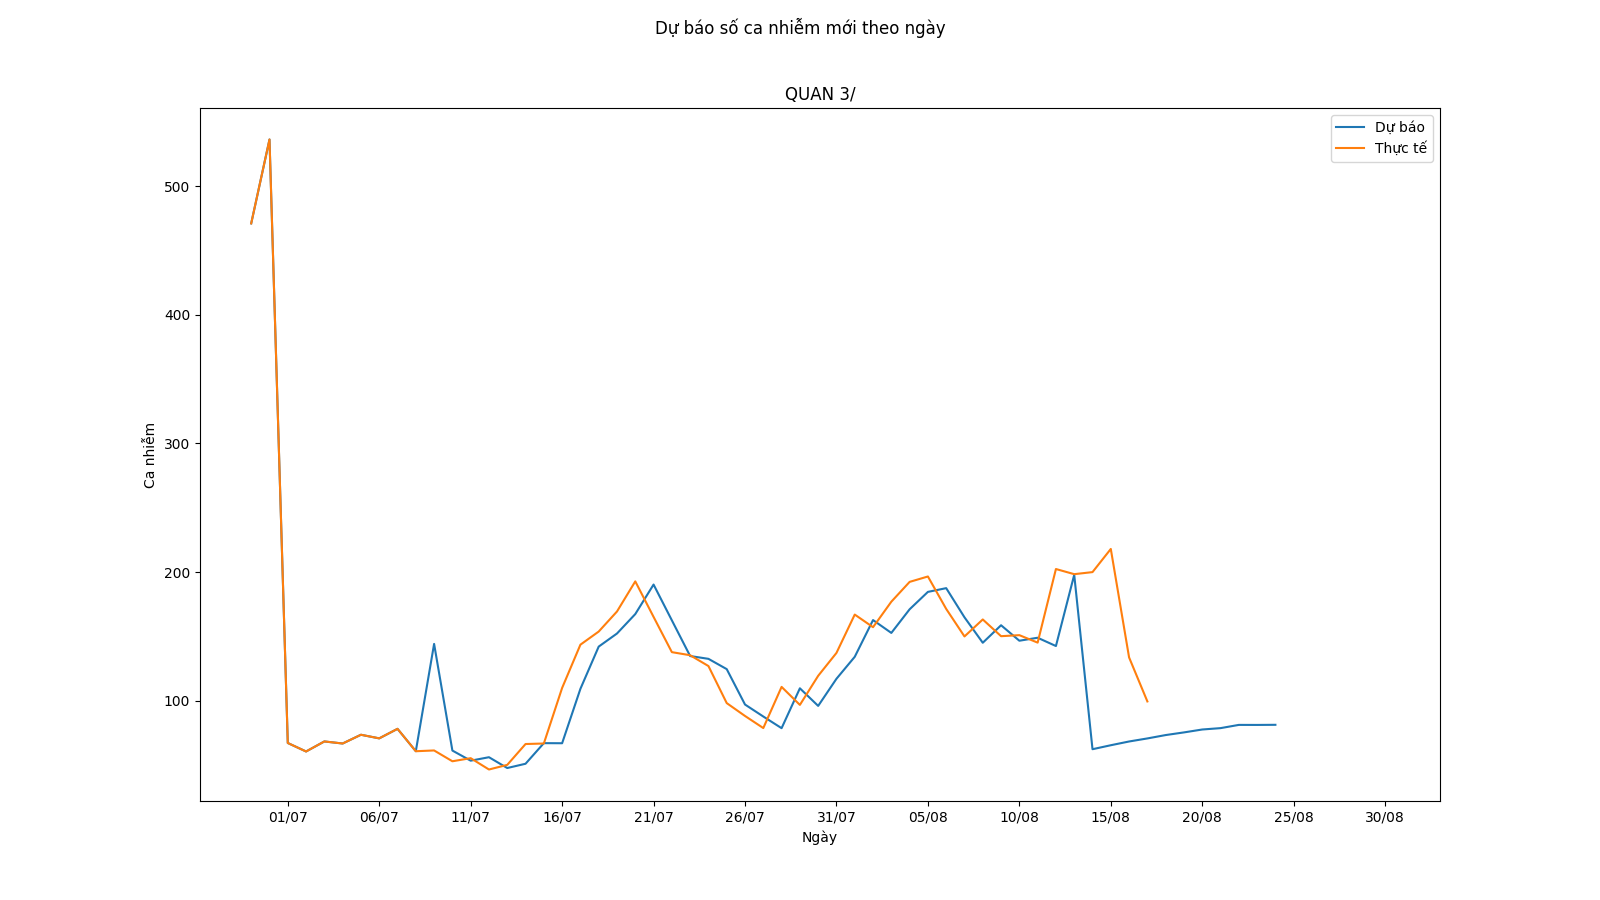 Dự báo số ca nhiễm mới theo ngày
QUAN 3/
Dự báo
Thực tế
500
400
300
200
100
Ca nhiễm
01/07 06/07 11/07 16/07 21/07 26/07 31/07 05/08 10/08 15/08 20/08 25/08 30/08
Ngày